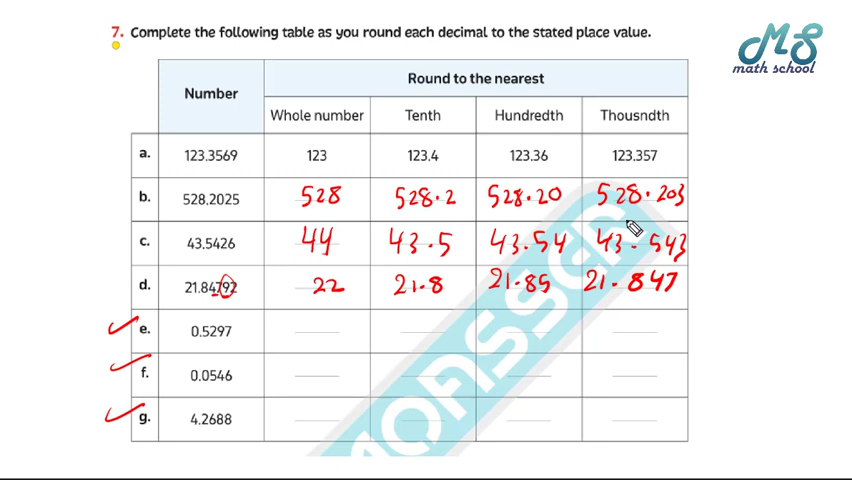 7. Complete the following table as you round each decimal to the stated place value.
MS
math school
Number Round to the nearest
Whole number Tenth Hundredth Thousndth
a. 123.3569 123 123.4 123.36 123.357
b. 528.2025 528 528.2 528.20 528.203
c. 43.5426 44 43.5 43.54 43.543
d. 21.84792 22 21.8 21.85 21.847
e. 0.5297
f. 0.0546
g. 4.2688